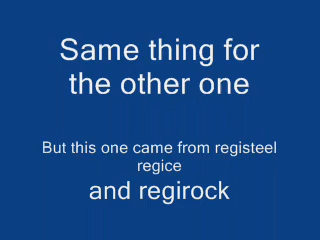 Same thing for
the other one
But this one came from registeel
regice
and regirock